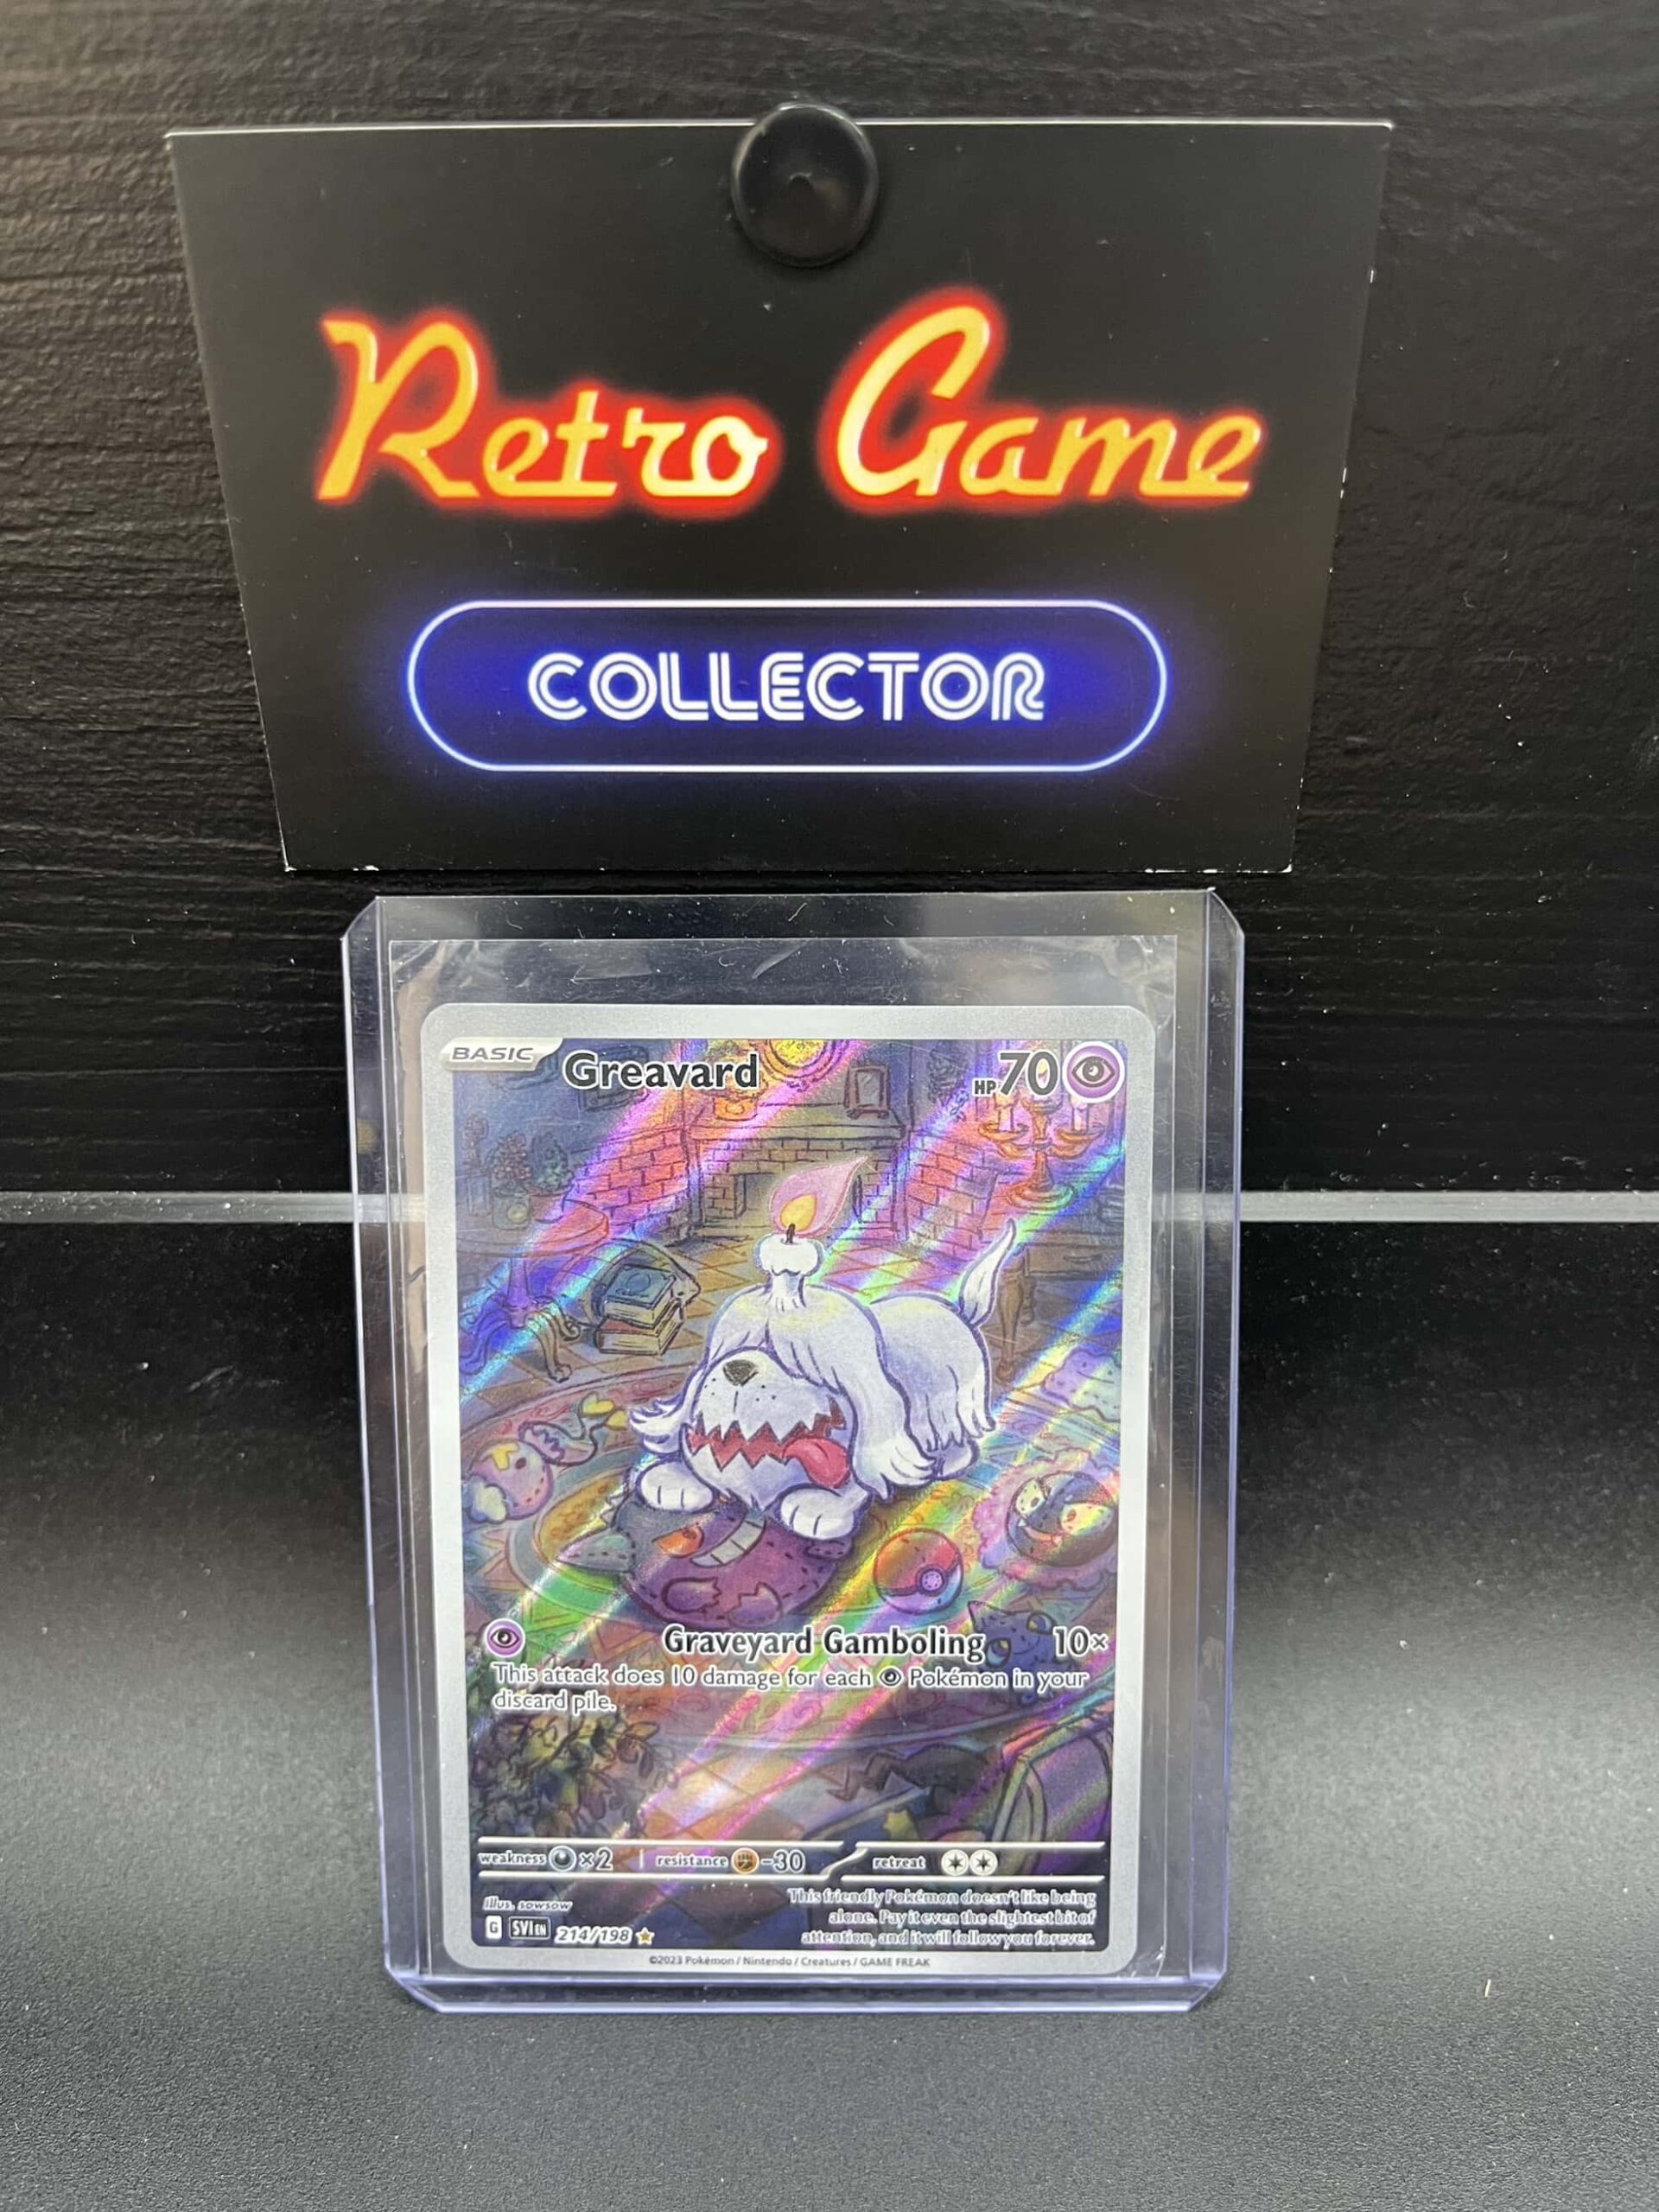 Retro Game
COLLECTOR
BASIC Greavard HP 70
Graveyard Gamboling 10×
This attack does 10 damage for each Pokémon in your
discard pile.
weakness ×2 resistance -30 retreat
Illus. sowsow
This friendly Pokémon doesn't like being
alone. Pay it even the slightest bit of
attention, and it will follow you forever.
G SVI EN 214/198
©2023 Pokémon / Nintendo / Creatures / GAME FREAK